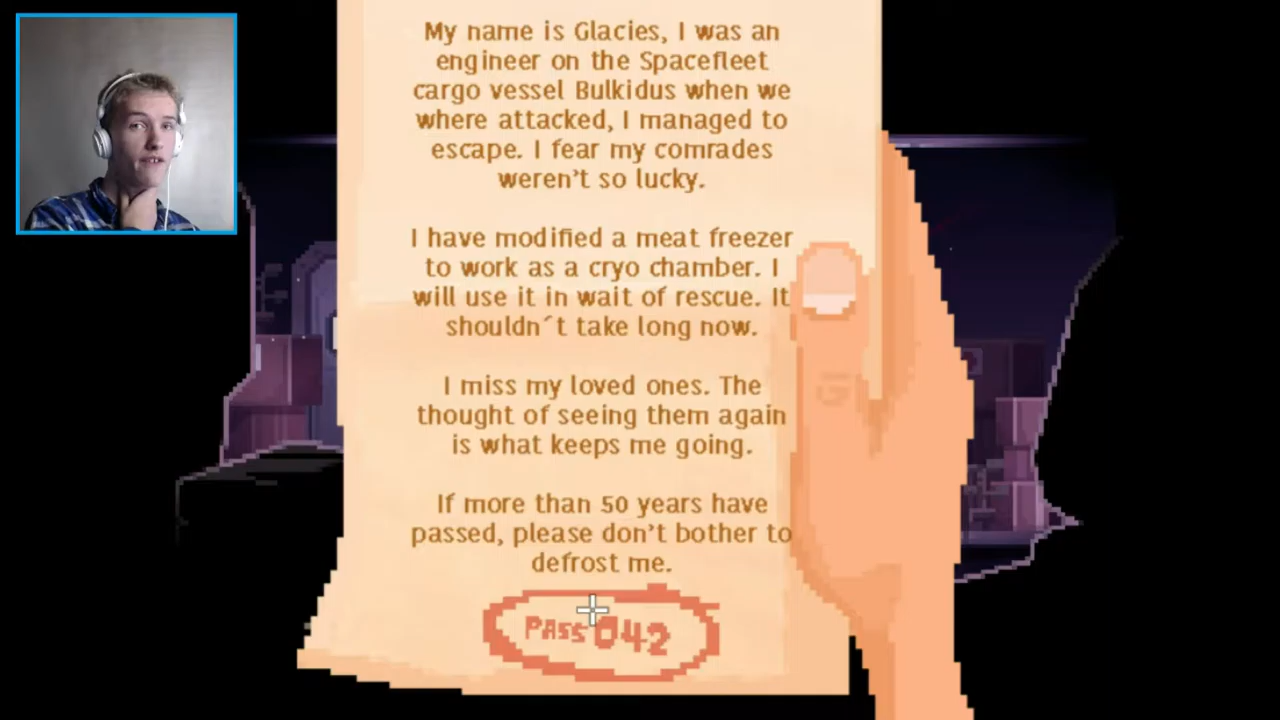 My name is Glacies, I was an
engineer on the Spacefleet
cargo vessel Bulkidus when we
where attacked, I managed to
escape. I fear my comrades
weren't so lucky.
I have modified a meat freezer
to work as a cryo chamber. I
will use it in wait of rescue. It
shouldn´t take long now.
I miss my loved ones. The
thought of seeing them again
is what keeps me going.
If more than 50 years have
passed, please don't bother to
defrost me.
PASS 042